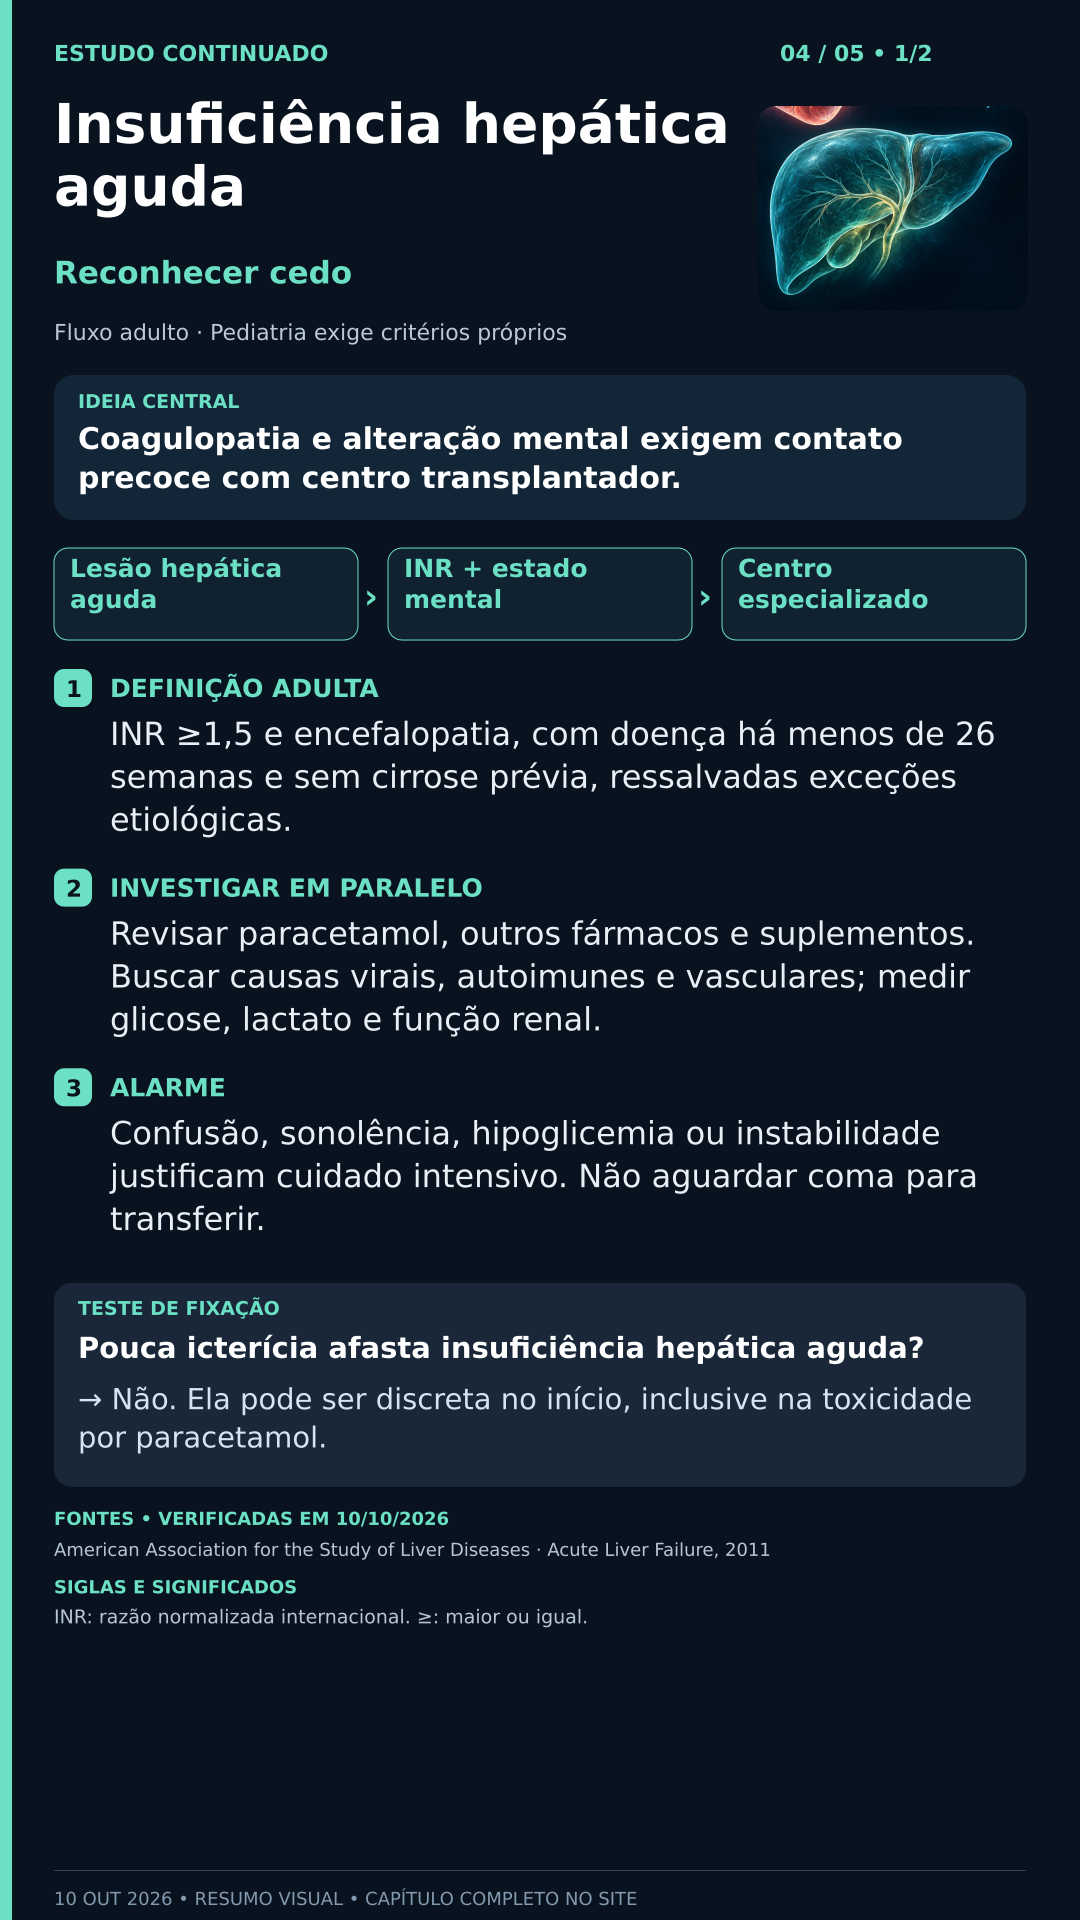 ESTUDO CONTINUADO
04 / 05 • 1/2
Insuficiência hepática
aguda
Reconhecer cedo
Fluxo adulto · Pediatria exige critérios próprios
IDEIA CENTRAL
Coagulopatia e alteração mental exigem contato
precoce com centro transplantador.
Lesão hepática
aguda
›
INR + estado
mental
›
Centro
especializado
1 DEFINIÇÃO ADULTA
INR ≥1,5 e encefalopatia, com doença há menos de 26
semanas e sem cirrose prévia, ressalvadas exceções
etiológicas.
2 INVESTIGAR EM PARALELO
Revisar paracetamol, outros fármacos e suplementos.
Buscar causas virais, autoimunes e vasculares; medir
glicose, lactato e função renal.
3 ALARME
Confusão, sonolência, hipoglicemia ou instabilidade
justificam cuidado intensivo. Não aguardar coma para
transferir.
TESTE DE FIXAÇÃO
Pouca icterícia afasta insuficiência hepática aguda?
→ Não. Ela pode ser discreta no início, inclusive na toxicidade
por paracetamol.
FONTES • VERIFICADAS EM 10/10/2026
American Association for the Study of Liver Diseases · Acute Liver Failure, 2011
SIGLAS E SIGNIFICADOS
INR: razão normalizada internacional. ≥: maior ou igual.
10 OUT 2026 • RESUMO VISUAL • CAPÍTULO COMPLETO NO SITE